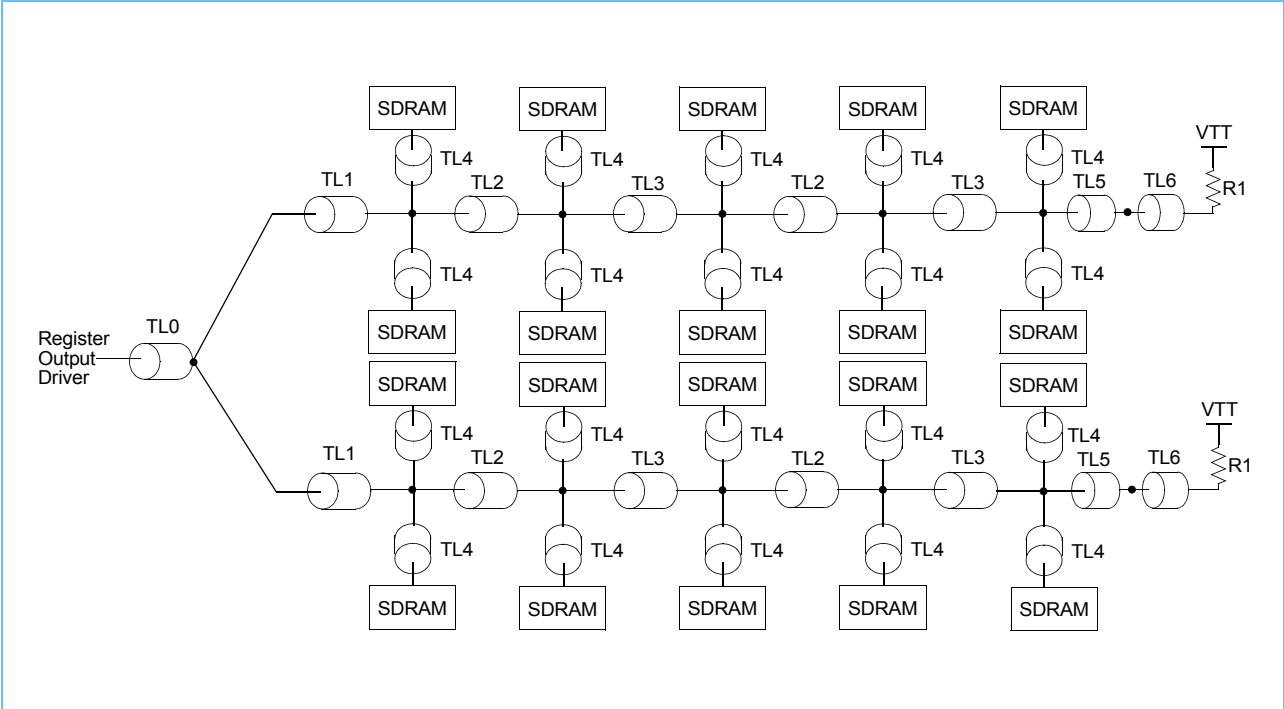 SDRAM SDRAM SDRAM SDRAM SDRAM
VTT
TL4 TL4 TL4 TL4 TL4
TL1 TL2 TL3 TL2 TL3 TL5 TL6
R1
TL4 TL4 TL4 TL4 TL4
SDRAM SDRAM SDRAM SDRAM SDRAM
TL0
Register
Output
Driver
SDRAM SDRAM SDRAM SDRAM SDRAM
VTT
TL4 TL4 TL4 TL4 TL4
TL1 TL2 TL3 TL2 TL3 TL5 TL6
R1
TL4 TL4 TL4 TL4 TL4
SDRAM SDRAM SDRAM SDRAM SDRAM